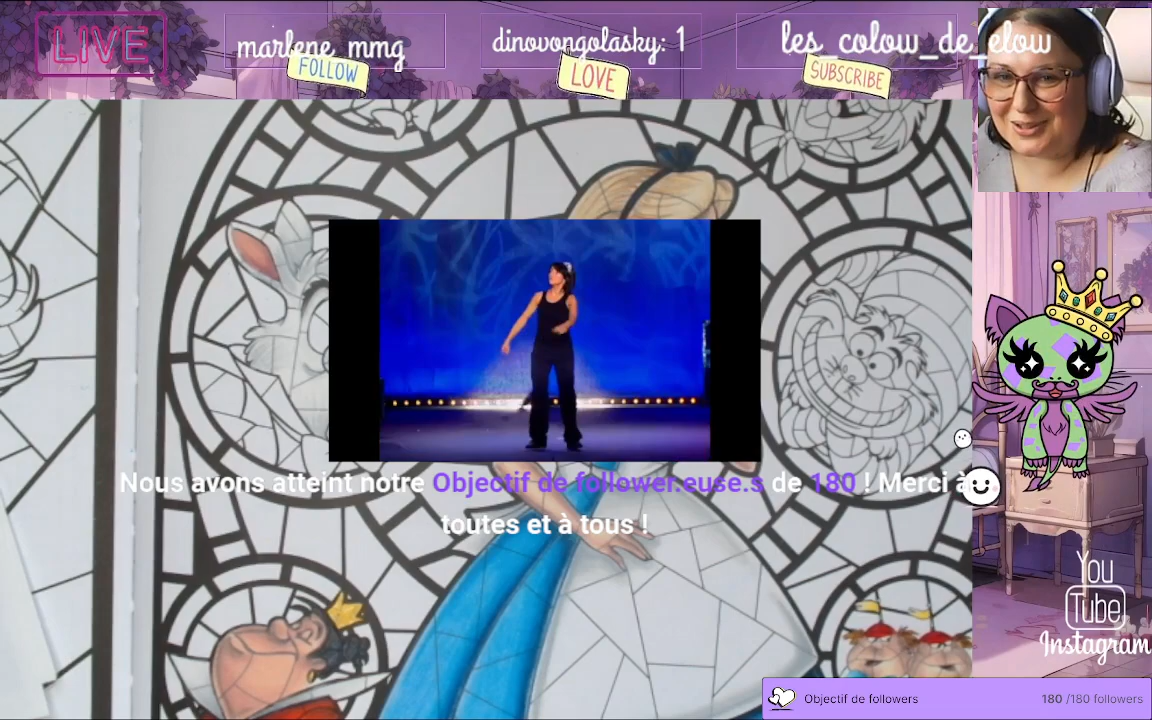 LIVE
marlene_mmg
FOLLOW
dinovongolasky: 1
LOVE
les_colow_de_elow
SUBSCRIBE
Nous avons atteint notre Objectif de follower.euse.s de 180 ! Merci à
toutes et à tous !
You
Tube
Instagram
Objectif de followers
180 /180 followers